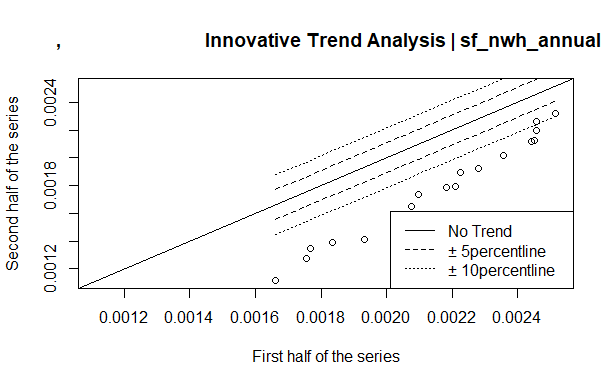 , Innovative Trend Analysis | sf_nwh_annual
Second half of the series
0.0024
0.0018
0.0012
No Trend
± 5percentline
± 10percentline
0.0012 0.0014 0.0016 0.0018 0.0020 0.0022 0.0024
First half of the series